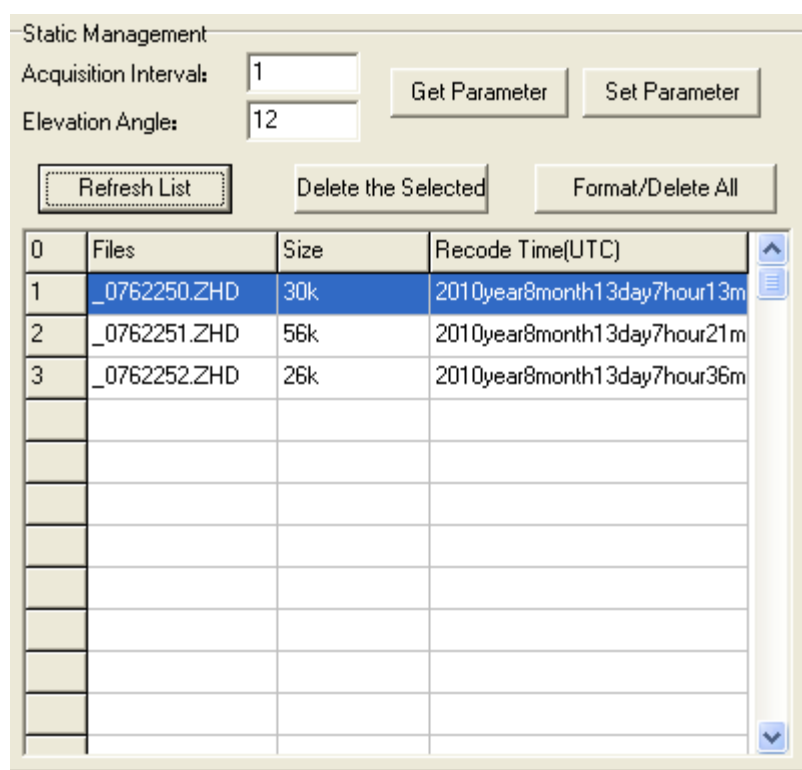 Static Management
Acquisition Interval: 1
Get Parameter Set Parameter
Elevation Angle: 12
Refresh List Delete the Selected Format/Delete All
0 Files Size Recode Time(UTC)
1 _0762250.ZHD 30k 2010year8month13day7hour13m
2 _0762251.ZHD 56k 2010year8month13day7hour21m
3 _0762252.ZHD 26k 2010year8month13day7hour36m